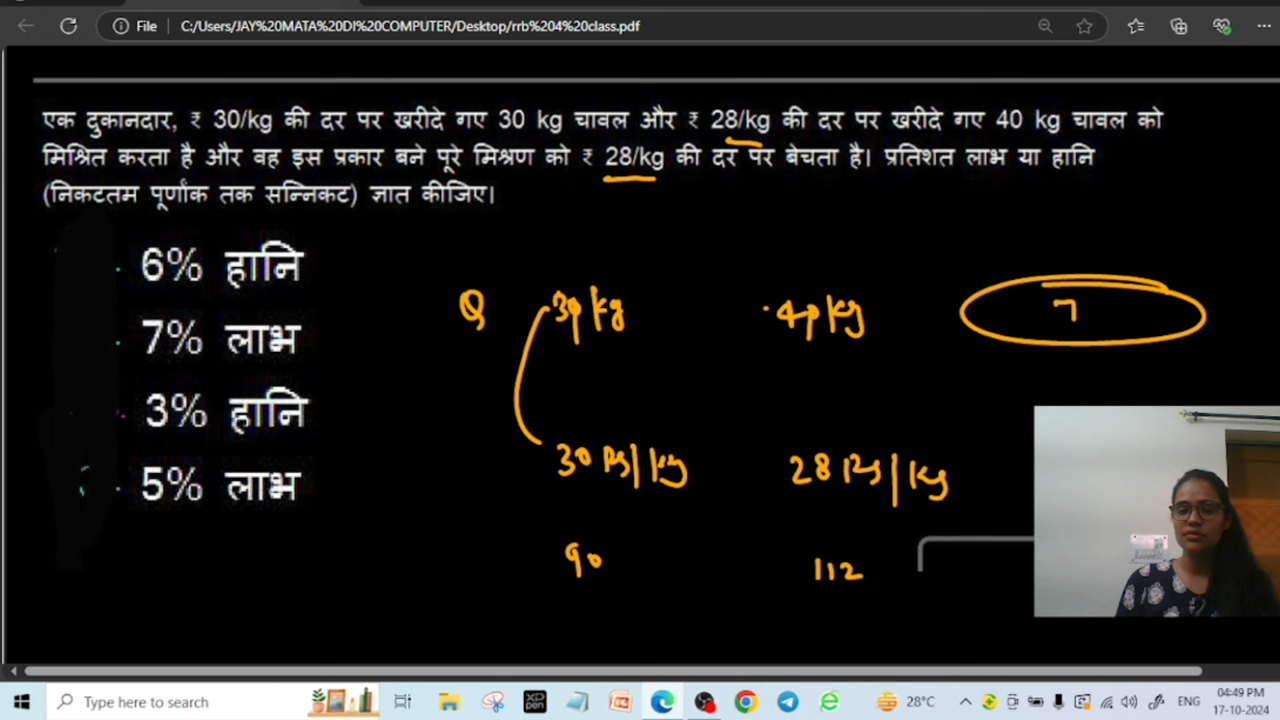 File C:/Users/JAY%20MATA%20DI%20COMPUTER/Desktop/rrb%204%20class.pdf
एक दुकानदार, ₹ 30/kg की दर पर खरीदे गए 30 kg चावल और ₹ 28/kg की दर पर खरीदे गए 40 kg चावल को
मिश्रित करता है और वह इस प्रकार बने पूरे मिश्रण को ₹ 28/kg की दर पर बेचता है। प्रतिशत लाभ या हानि
(निकटतम पूर्णांक तक सन्निकट) ज्ञात कीजिए।
6% हानि
7% लाभ
3% हानि
5% लाभ
Q 30 kg 40 kg 7
30 Rs/kg 28 Rs/kg
90 112
Type here to search
28°C
ENG
04:49 PM
17-10-2024